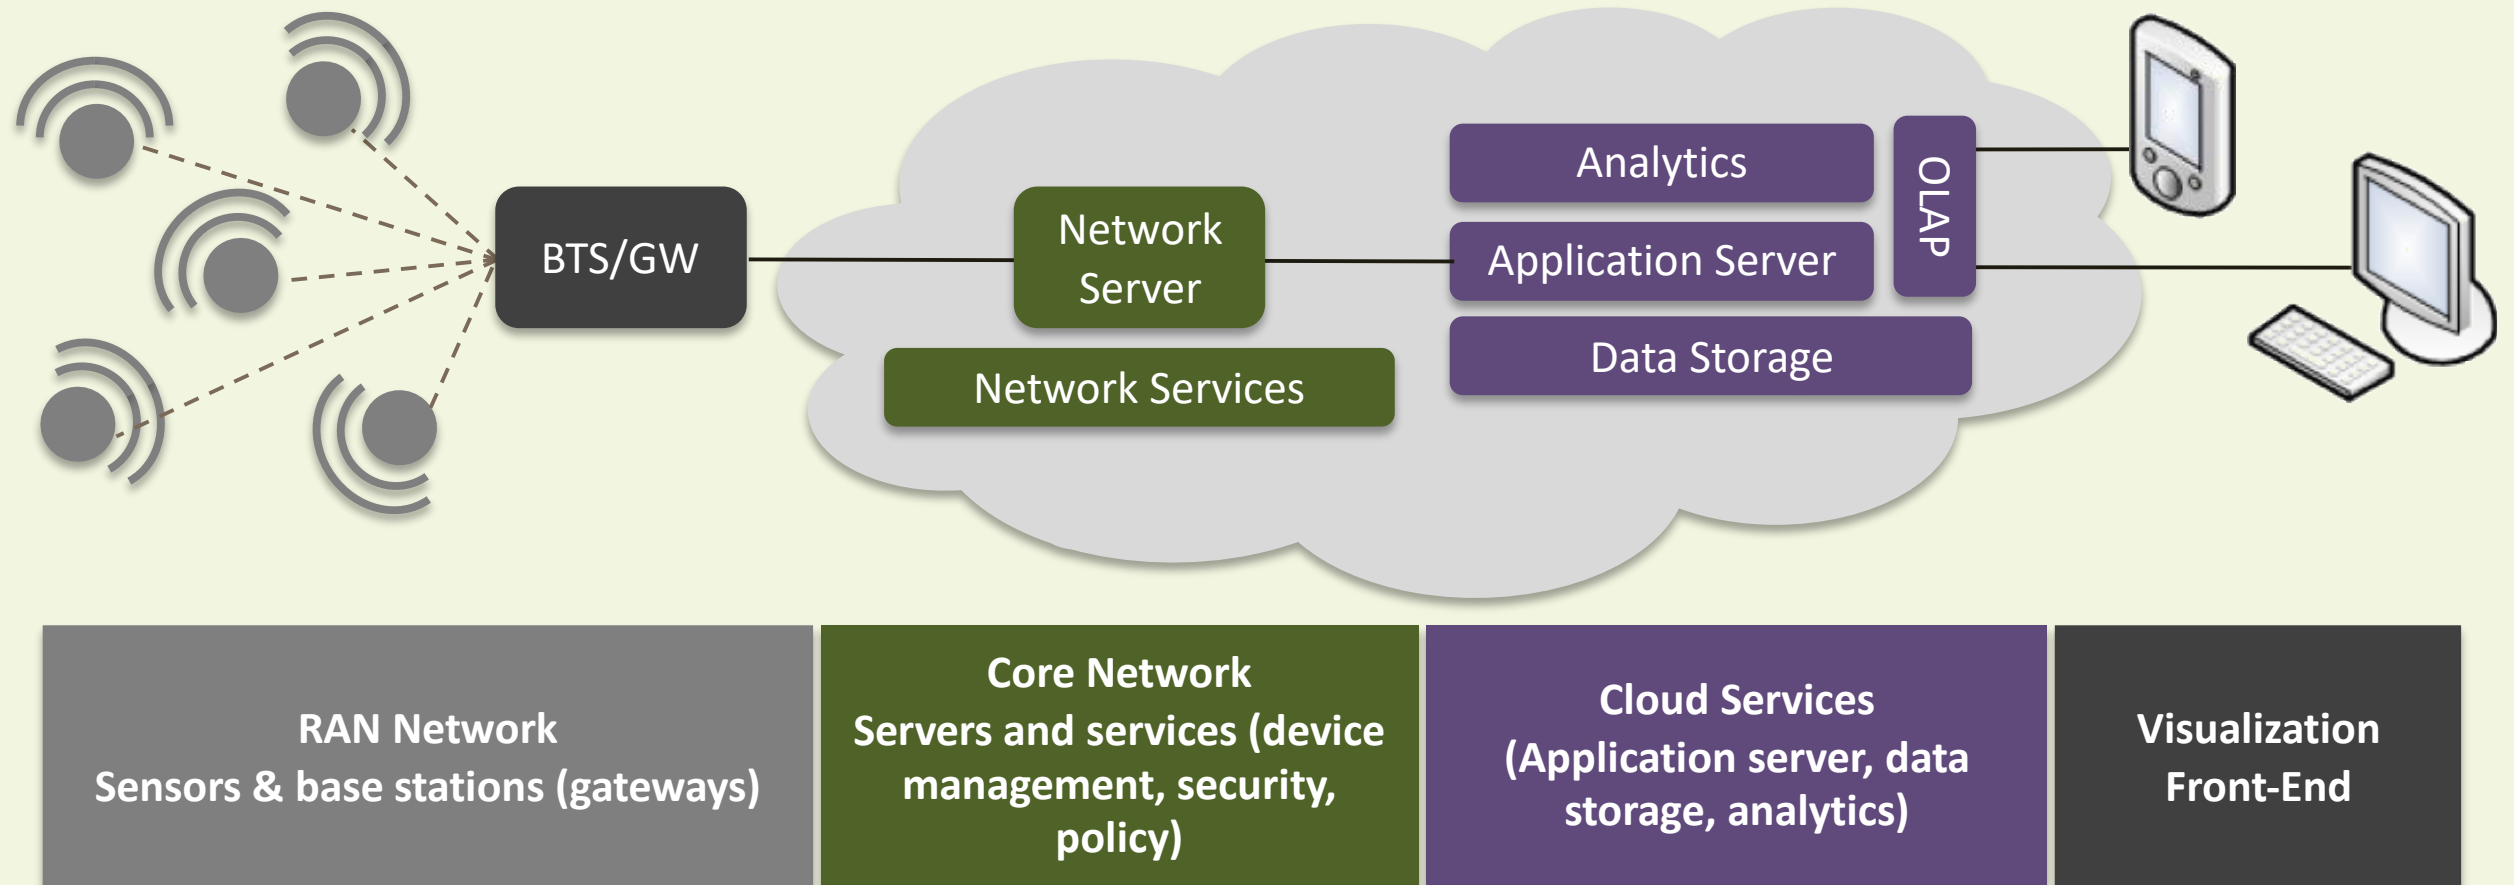 BTS/GW
Network
Server
Network Services
Analytics
Application Server
Data Storage
OLAP
RAN Network
Sensors & base stations (gateways)
Core Network
Servers and services (device
management, security,
policy)
Cloud Services
(Application server, data
storage, analytics)
Visualization
Front-End